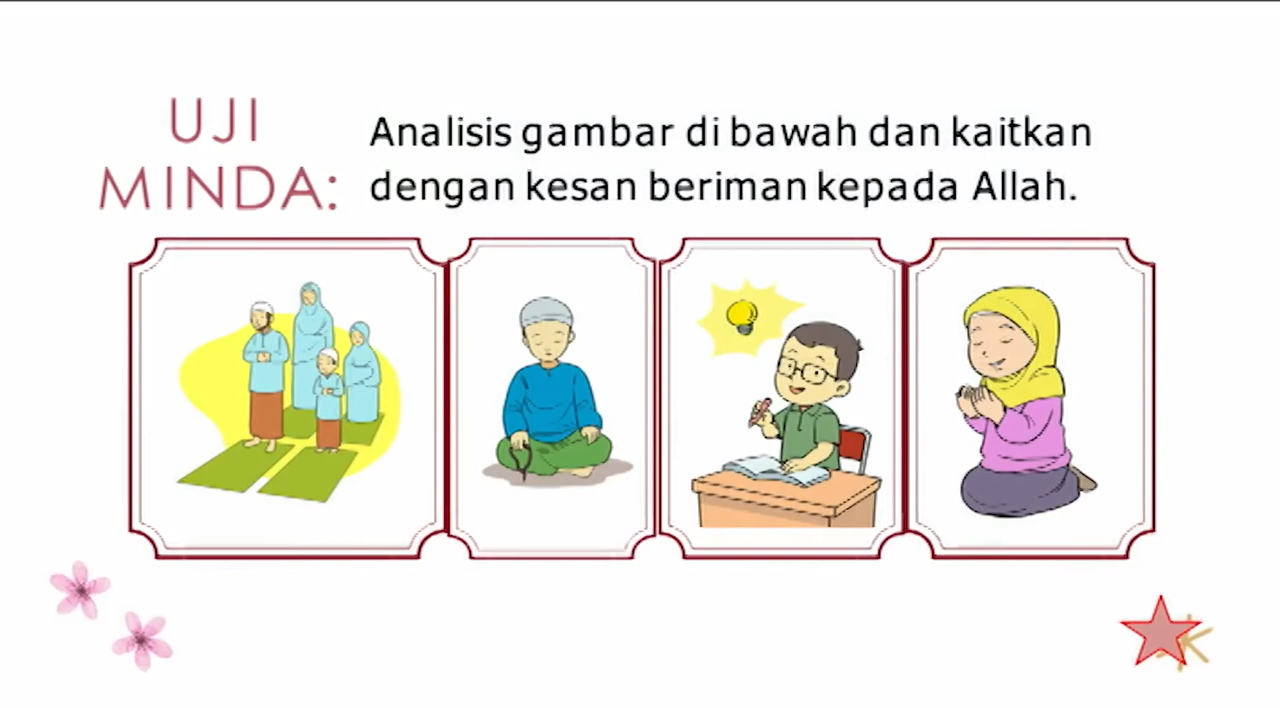 UJI
MINDA:
Analisis gambar di bawah dan kaitkan
dengan kesan beriman kepada Allah.